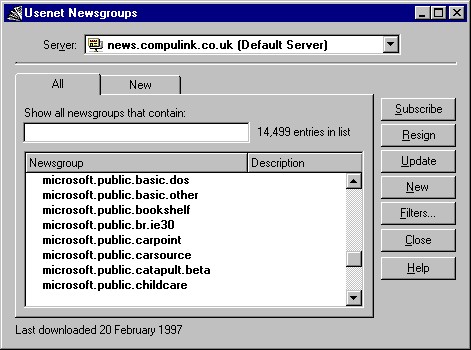 Usenet Newsgroups
Server: news.compulink.co.uk (Default Server)
All New
Show all newsgroups that contain:
14,499 entries in list
Newsgroup Description
microsoft.public.basic.dos
microsoft.public.basic.other
microsoft.public.bookshelf
microsoft.public.br.ie30
microsoft.public.carpoint
microsoft.public.carsource
microsoft.public.catapult.beta
microsoft.public.childcare
Subscribe
Resign
Update
New
Filters...
Close
Help
Last downloaded 20 February 1997